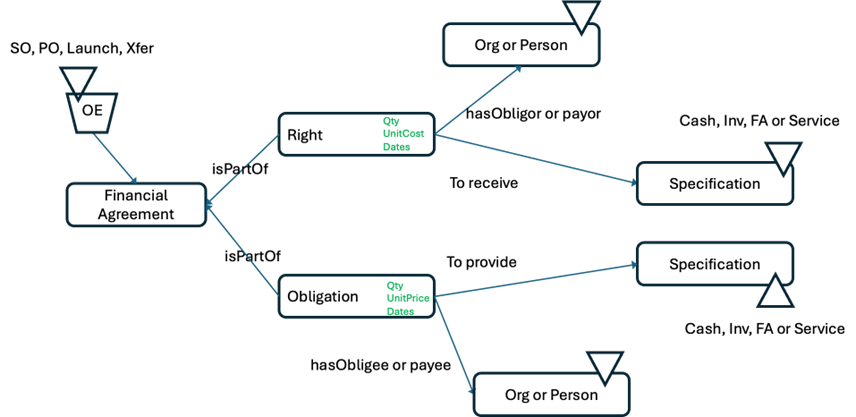 Org or Person
SO, PO, Launch, Xfer
OE
hasObligor or payor
Cash, Inv, FA or Service
Right
Qty
UnitCost
Dates
isPartOf
To receive
Specification
Financial
Agreement
isPartOf
To provide
Specification
Obligation
Qty
UnitPrice
Dates
Cash, Inv, FA or Service
hasObligee or payee
Org or Person